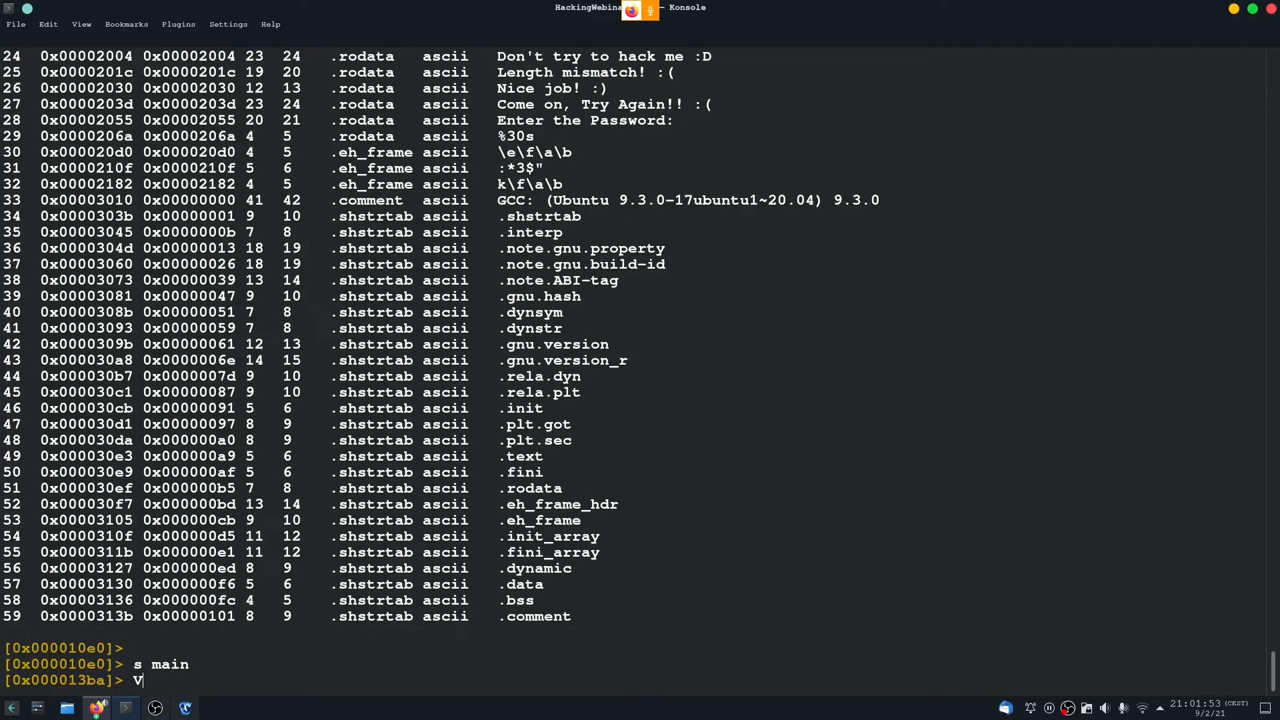 HackingWebina — Konsole
File Edit View Bookmarks Plugins Settings Help
24 0x00002004 0x00002004 23 24 .rodata ascii Don't try to hack me :D
25 0x0000201c 0x0000201c 19 20 .rodata ascii Length mismatch! :(
26 0x00002030 0x00002030 12 13 .rodata ascii Nice job! :)
27 0x0000203d 0x0000203d 23 24 .rodata ascii Come on, Try Again!! :(
28 0x00002055 0x00002055 20 21 .rodata ascii Enter the Password:
29 0x0000206a 0x0000206a 4 5 .rodata ascii %30s
30 0x000020d0 0x000020d0 4 5 .eh_frame ascii \e\f\a\b
31 0x0000210f 0x0000210f 5 6 .eh_frame ascii :*3$"
32 0x00002182 0x00002182 4 5 .eh_frame ascii k\f\a\b
33 0x00003010 0x00000000 41 42 .comment ascii GCC: (Ubuntu 9.3.0-17ubuntu1~20.04) 9.3.0
34 0x0000303b 0x00000001 9 10 .shstrtab ascii .shstrtab
35 0x00003045 0x0000000b 7 8 .shstrtab ascii .interp
36 0x0000304d 0x00000013 18 19 .shstrtab ascii .note.gnu.property
37 0x00003060 0x00000026 18 19 .shstrtab ascii .note.gnu.build-id
38 0x00003073 0x00000039 13 14 .shstrtab ascii .note.ABI-tag
39 0x00003081 0x00000047 9 10 .shstrtab ascii .gnu.hash
40 0x0000308b 0x00000051 7 8 .shstrtab ascii .dynsym
41 0x00003093 0x00000059 7 8 .shstrtab ascii .dynstr
42 0x0000309b 0x00000061 12 13 .shstrtab ascii .gnu.version
43 0x000030a8 0x0000006e 14 15 .shstrtab ascii .gnu.version_r
44 0x000030b7 0x0000007d 9 10 .shstrtab ascii .rela.dyn
45 0x000030c1 0x00000087 9 10 .shstrtab ascii .rela.plt
46 0x000030cb 0x00000091 5 6 .shstrtab ascii .init
47 0x000030d1 0x00000097 8 9 .shstrtab ascii .plt.got
48 0x000030da 0x000000a0 8 9 .shstrtab ascii .plt.sec
49 0x000030e3 0x000000a9 5 6 .shstrtab ascii .text
50 0x000030e9 0x000000af 5 6 .shstrtab ascii .fini
51 0x000030ef 0x000000b5 7 8 .shstrtab ascii .rodata
52 0x000030f7 0x000000bd 13 14 .shstrtab ascii .eh_frame_hdr
53 0x00003105 0x000000cb 9 10 .shstrtab ascii .eh_frame
54 0x0000310f 0x000000d5 11 12 .shstrtab ascii .init_array
55 0x0000311b 0x000000e1 11 12 .shstrtab ascii .fini_array
56 0x00003127 0x000000ed 8 9 .shstrtab ascii .dynamic
57 0x00003130 0x000000f6 5 6 .shstrtab ascii .data
58 0x00003136 0x000000fc 4 5 .shstrtab ascii .bss
59 0x0000313b 0x00000101 8 9 .shstrtab ascii .comment
[0x000010e0]>
[0x000010e0]> s main
[0x000013ba]> V
21:01:53 (CEST)
9/2/21